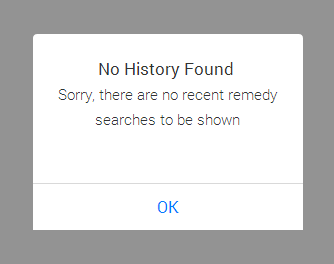 No History Found
Sorry, there are no recent remedy
searches to be shown
OK